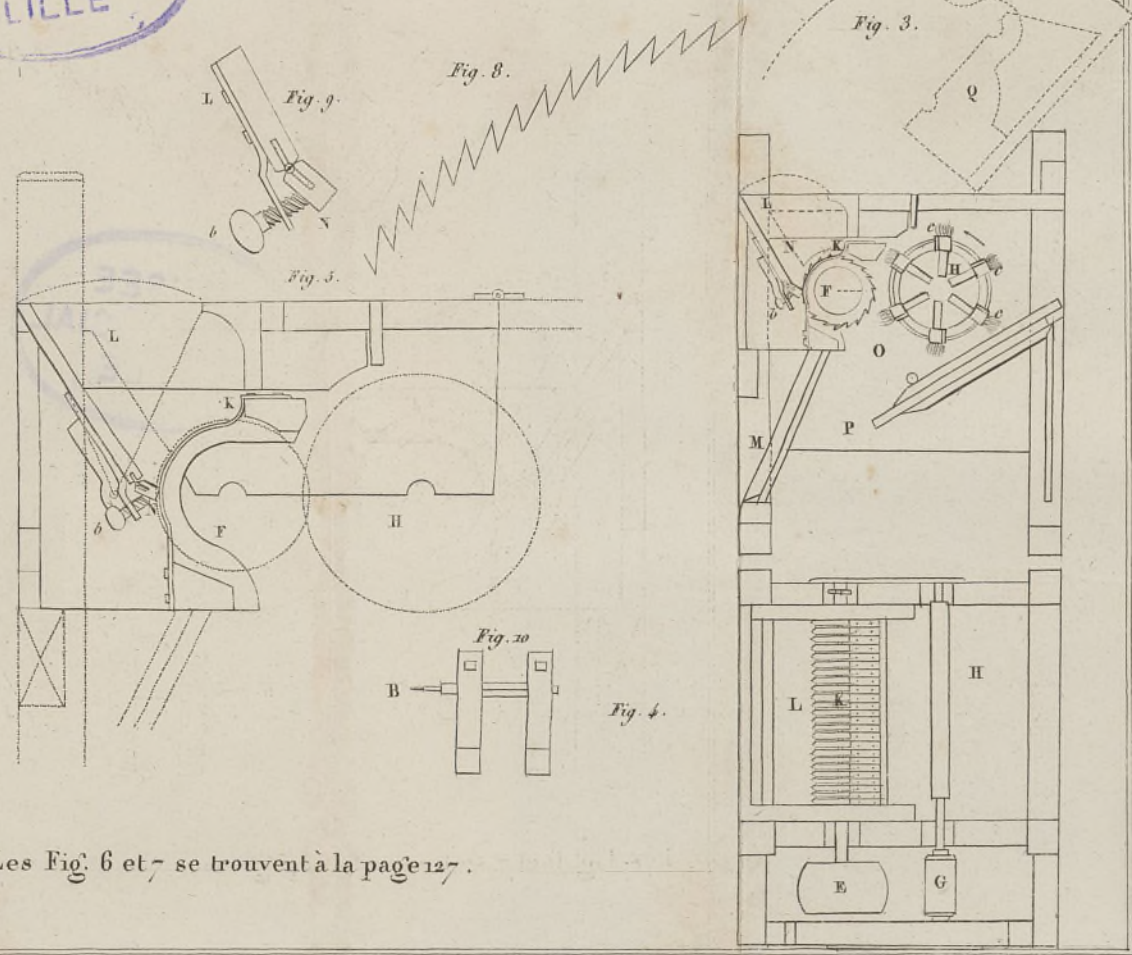 LILLE
Fig. 3.
Fig. 8.
Q
L
Fig. 9.
b
N
Fig. 5.
L
K
b
F
H
L
N
K
c
H
c
F
b
c
O
P
M
Fig. 10
B
Fig. 4.
L
K
H
E
G
Les Fig. 6 et 7 se trouvent à la page 127.